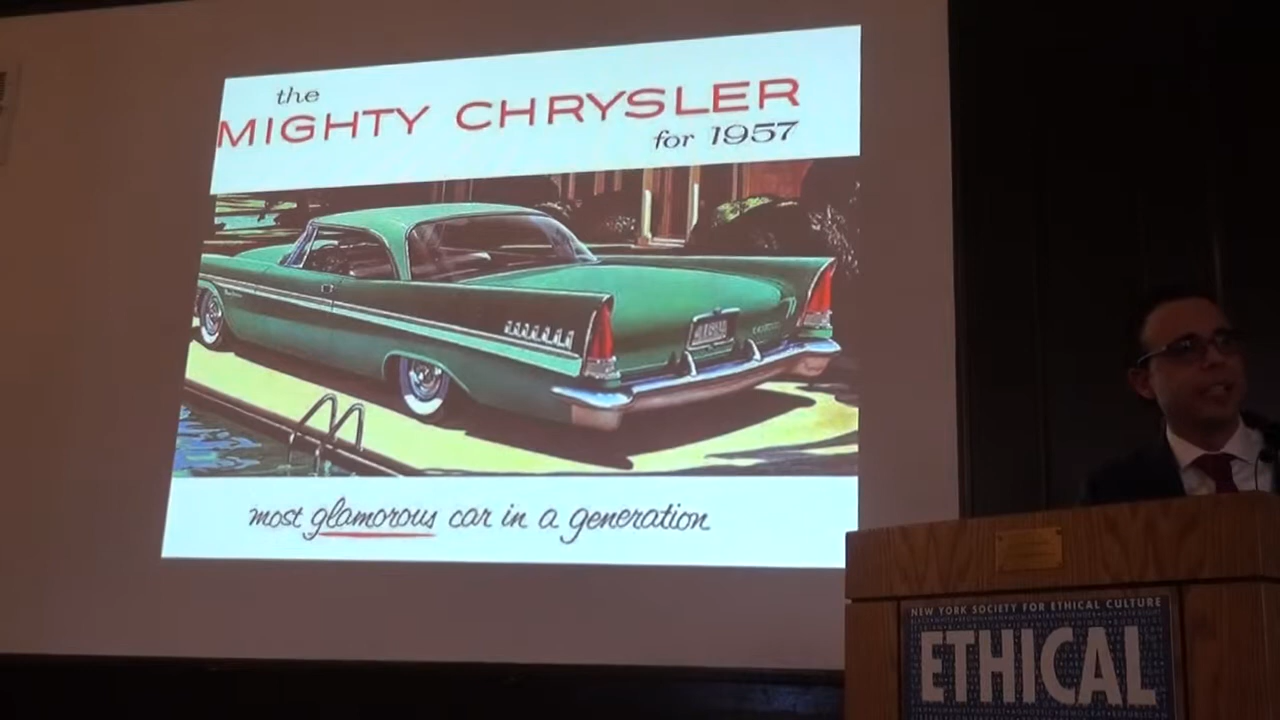 the
MIGHTY CHRYSLER
for 1957
most glamorous car in a generation
NEW YORK SOCIETY FOR ETHICAL CULTURE
ETHICAL